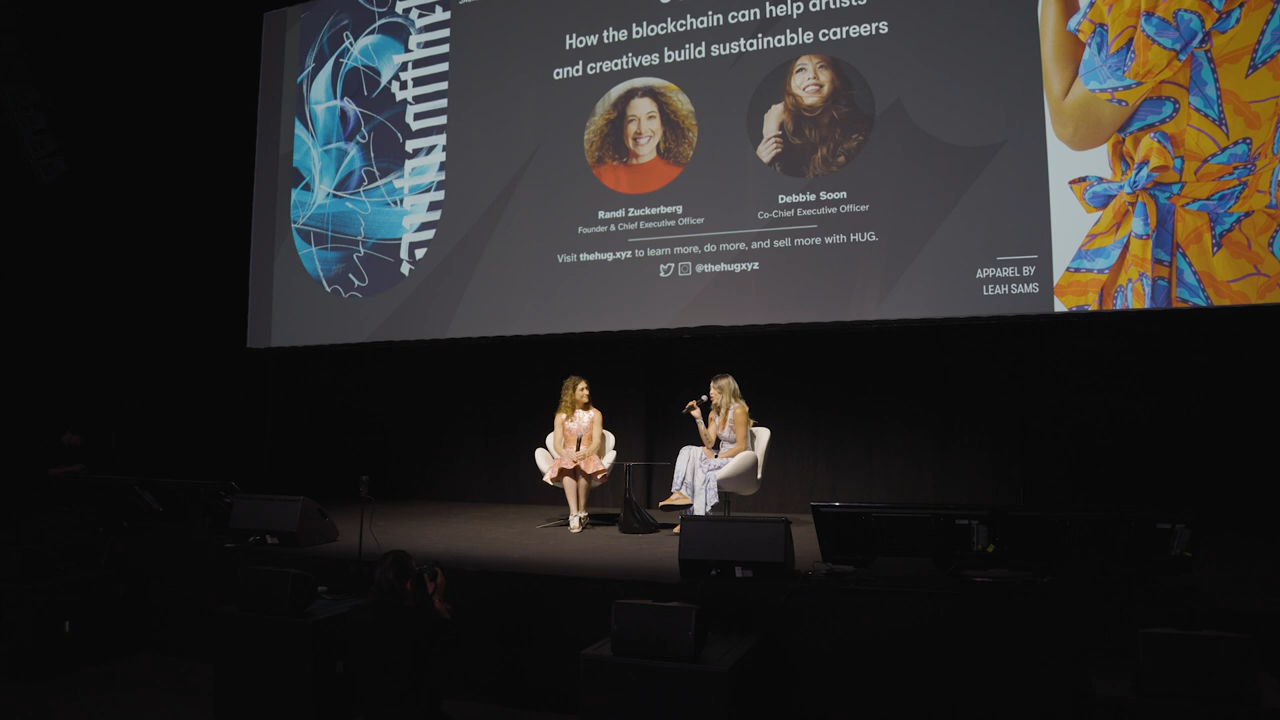 How the blockchain can help artists
and creatives build sustainable careers
Randi Zuckerberg
Founder & Chief Executive Officer
Debbie Soon
Co-Chief Executive Officer
Visit thehug.xyz to learn more, do more, and sell more with HUG.
@thehugxyz
APPAREL BY
LEAH SAMS